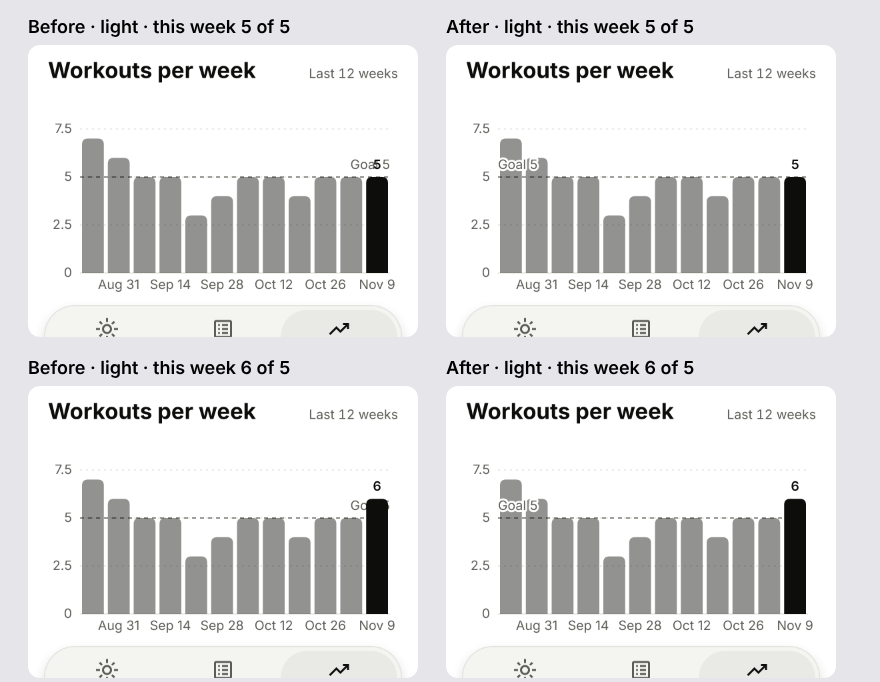 Before · light · this week 5 of 5
Workouts per week
Last 12 weeks
7.5
Goal 5
5
5
2.5
0
Aug 31 Sep 14 Sep 28 Oct 12 Oct 26 Nov 9
After · light · this week 5 of 5
Workouts per week
Last 12 weeks
7.5
Goal 5
5
5
2.5
0
Aug 31 Sep 14 Sep 28 Oct 12 Oct 26 Nov 9
Before · light · this week 6 of 5
Workouts per week
Last 12 weeks
7.5
6
Go
5
2.5
0
Aug 31 Sep 14 Sep 28 Oct 12 Oct 26 Nov 9
After · light · this week 6 of 5
Workouts per week
Last 12 weeks
7.5
6
Goal 5
5
2.5
0
Aug 31 Sep 14 Sep 28 Oct 12 Oct 26 Nov 9